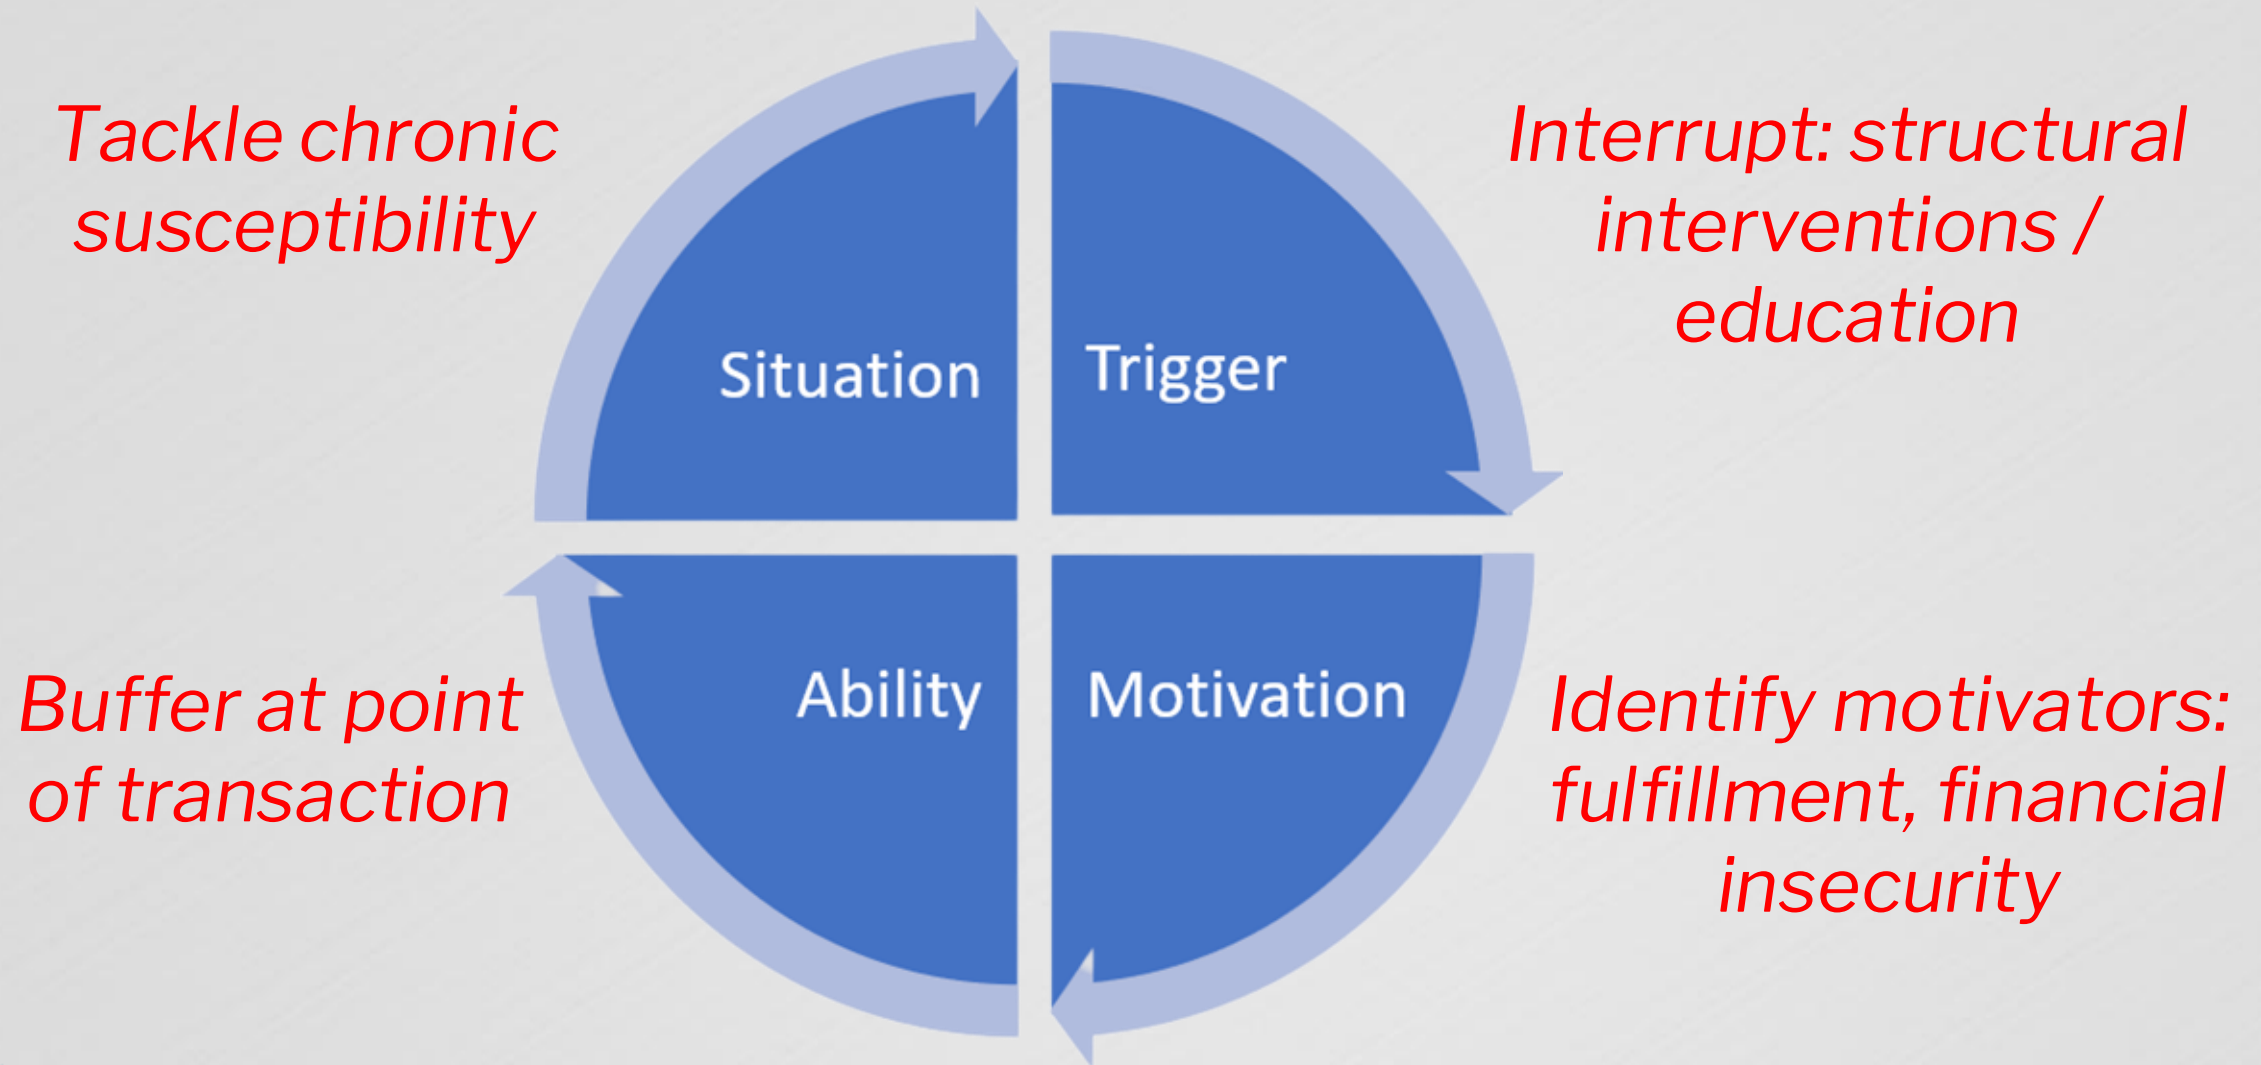 Tackle chronic
susceptibility
Situation
Trigger
Interrupt: structural
interventions /
education
Buffer at point
of transaction
Ability
Motivation
Identify motivators:
fulfillment, financial
insecurity